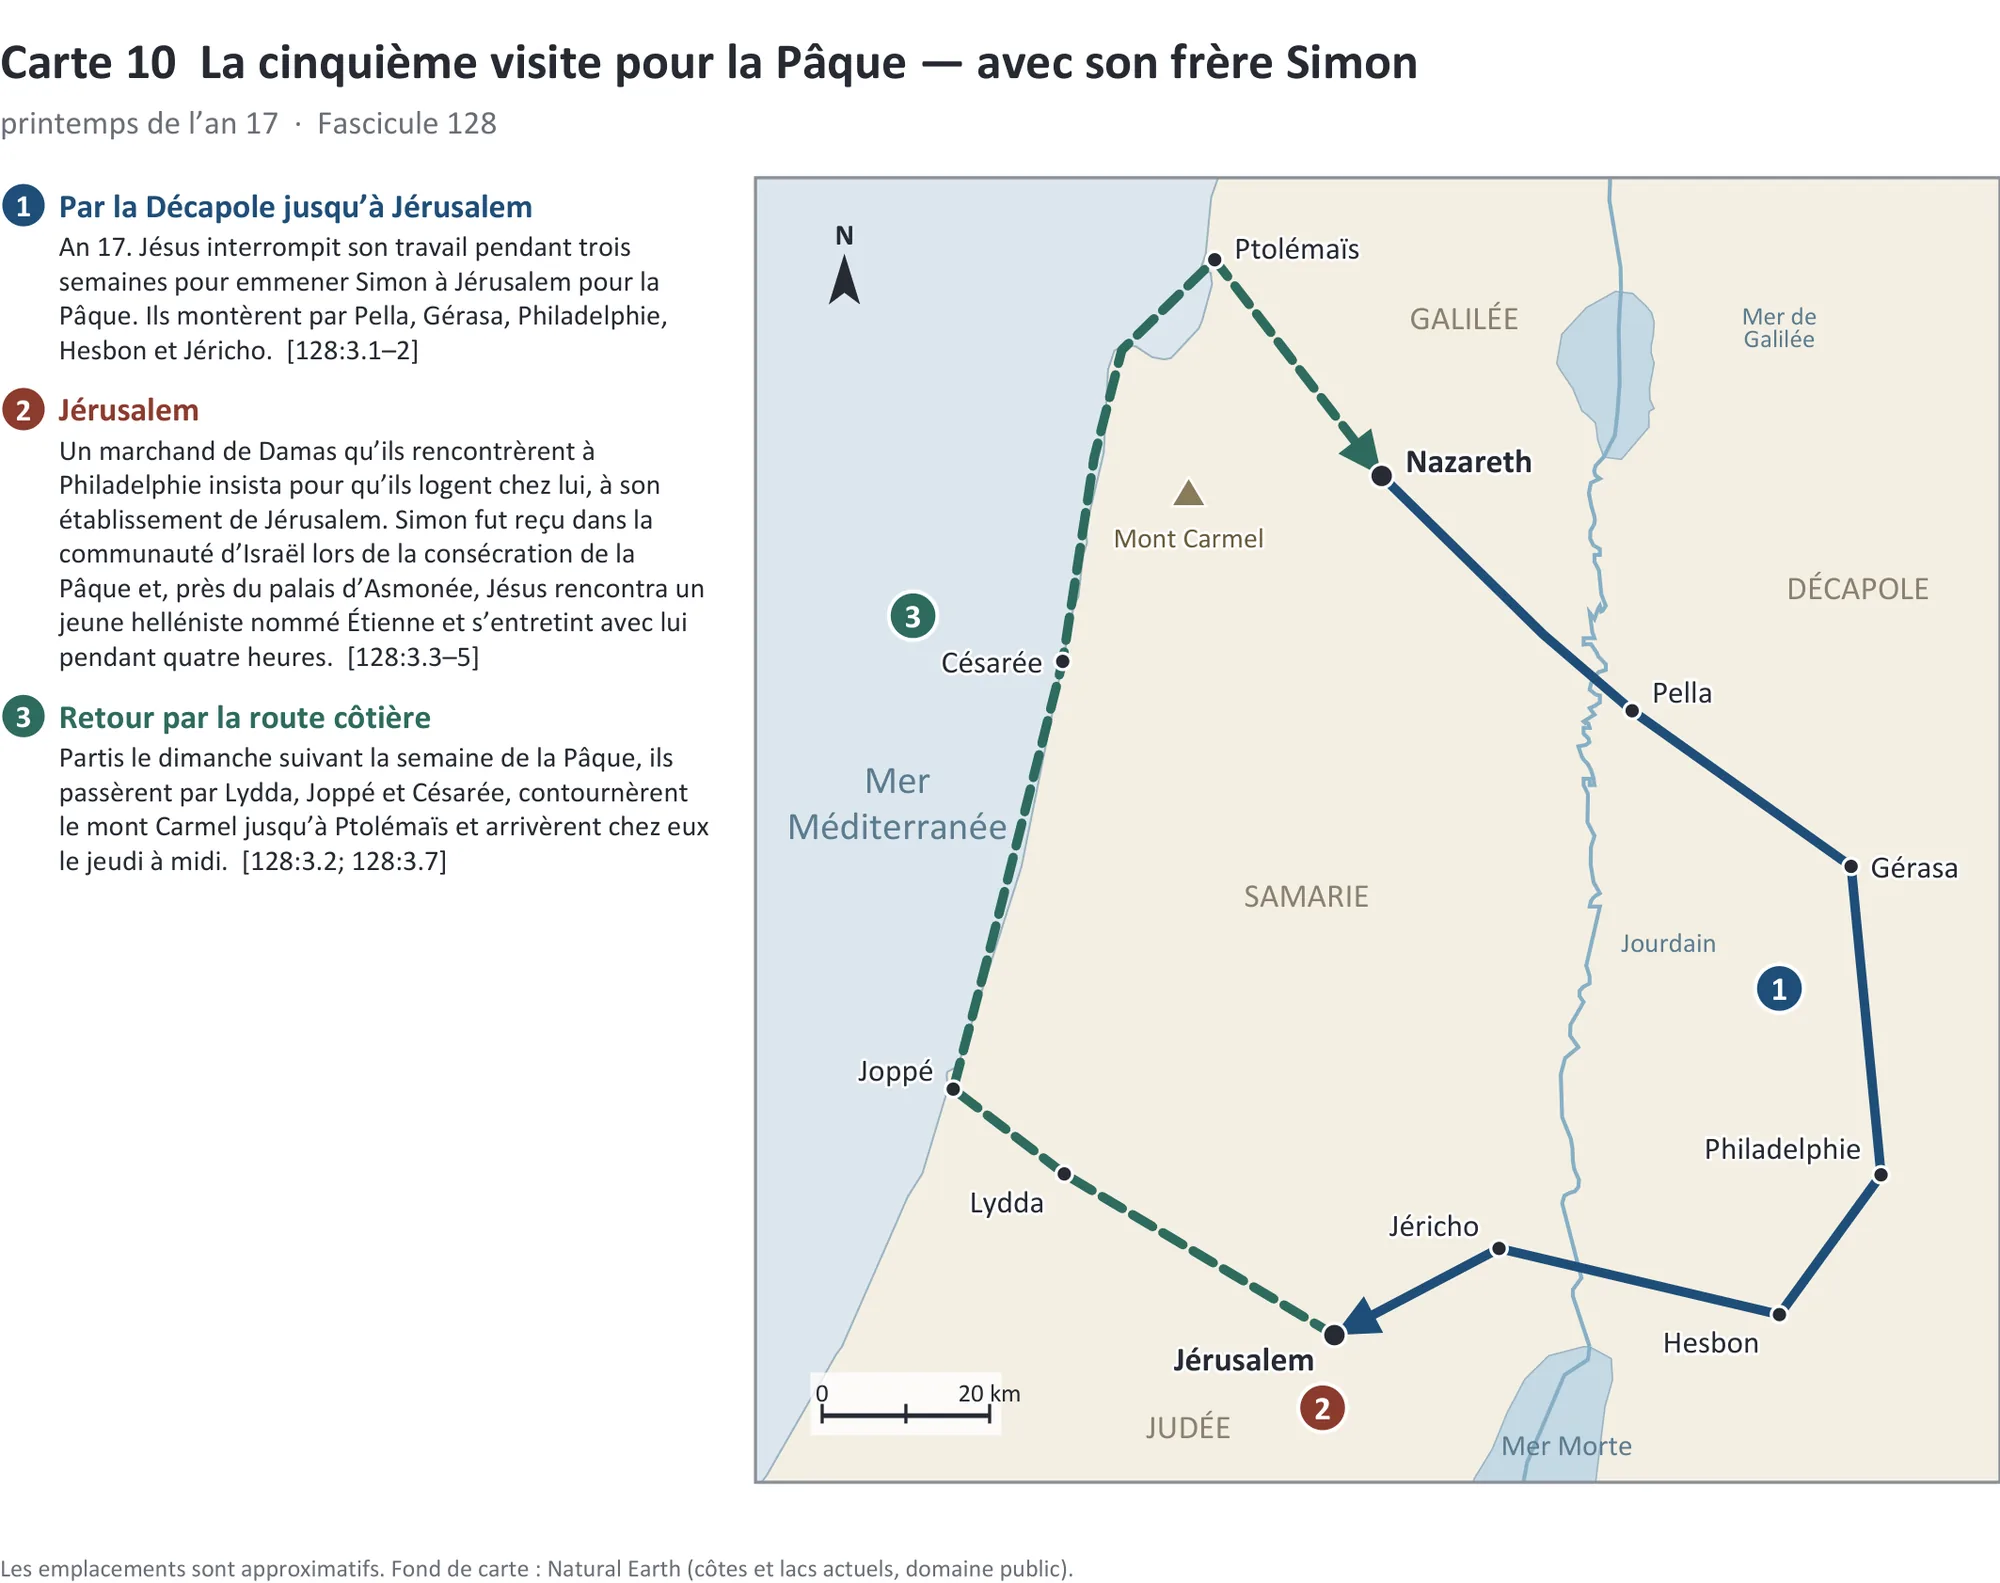 Carte 10  La cinquième visite pour la Pâque — avec son frère Simon
printemps de l’an 17  ·  Fascicule 128
1 Par la Décapole jusqu’à Jérusalem
An 17. Jésus interrompit son travail pendant trois
semaines pour emmener Simon à Jérusalem pour la
Pâque. Ils montèrent par Pella, Gérasa, Philadelphie,
Hesbon et Jéricho.  [128:3.1–2]
2 Jérusalem
Un marchand de Damas qu’ils rencontrèrent à
Philadelphie insista pour qu’ils logent chez lui, à son
établissement de Jérusalem. Simon fut reçu dans la
communauté d’Israël lors de la consécration de la
Pâque et, près du palais d’Asmonée, Jésus rencontra un
jeune helléniste nommé Étienne et s’entretint avec lui
pendant quatre heures.  [128:3.3–5]
3 Retour par la route côtière
Partis le dimanche suivant la semaine de la Pâque, ils
passèrent par Lydda, Joppé et Césarée, contournèrent
le mont Carmel jusqu’à Ptolémaïs et arrivèrent chez eux
le jeudi à midi.  [128:3.2; 128:3.7]
N
Ptolémaïs
GALILÉE
Mer de
Galilée
Nazareth
Mont Carmel
DÉCAPOLE
3
Césarée
Pella
Mer
Méditerranée
Gérasa
SAMARIE
Jourdain
1
Joppé
Philadelphie
Lydda
Jéricho
Hesbon
Jérusalem
0
20 km
2
JUDÉE
Mer Morte
Les emplacements sont approximatifs. Fond de carte : Natural Earth (côtes et lacs actuels, domaine public).